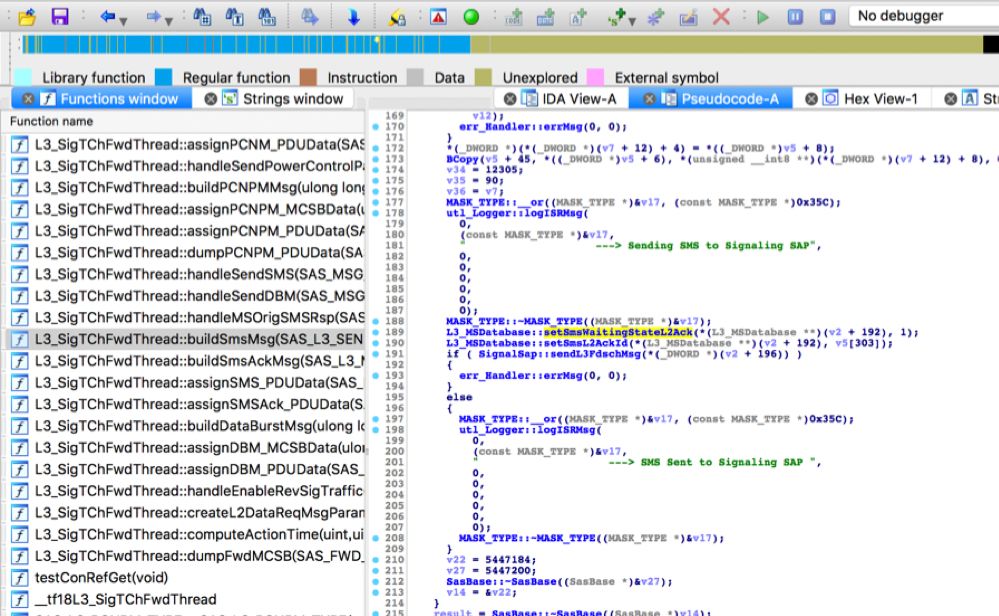 No debugger
Library function Regular function Instruction Data Unexplored External symbol
Functions window Strings window IDA View-A Pseudocode-A Hex View-1 Str
Function name
L3_SigTChFwdThread::assignPCNM_PDUData(SAS
L3_SigTChFwdThread::handleSendPowerControlPa
L3_SigTChFwdThread::buildPCNPMMsg(ulong long
L3_SigTChFwdThread::assignPCNPM_MCSBData(u
L3_SigTChFwdThread::assignPCNPM_PDUData(SA
L3_SigTChFwdThread::dumpPCNPM_PDUData(SA
L3_SigTChFwdThread::handleSendSMS(SAS_MSG
L3_SigTChFwdThread::handleSendDBM(SAS_MSG
L3_SigTChFwdThread::handleMSOrigSMSRsp(SAS
L3_SigTChFwdThread::buildSmsMsg(SAS_L3_SEN
L3_SigTChFwdThread::buildSmsAckMsg(SAS_L3_M
L3_SigTChFwdThread::assignSMS_PDUData(SAS_
L3_SigTChFwdThread::assignSMSAck_PDUData(S
L3_SigTChFwdThread::buildDataBurstMsg(ulong lo
L3_SigTChFwdThread::assignDBM_MCSBData(ulon
L3_SigTChFwdThread::assignDBM_PDUData(SAS_
L3_SigTChFwdThread::handleEnableRevSigTraffic
L3_SigTChFwdThread::createL2DataReqMsgParam
L3_SigTChFwdThread::computeActionTime(uint,ui
L3_SigTChFwdThread::dumpFwdMCSB(SAS_FWD_
testConRefGet(void)
__tf18L3_SigTChFwdThread
169 v12);
170 err_Handler::errMsg(0, 0);
171 }
172 *(_DWORD *)(*(_DWORD *)(v7 + 12) + 4) = *((_DWORD *)v5 + 8);
173 BCopy(v5 + 45, *((_DWORD *)v5 + 6), *(unsigned __int8 **)(*(_DWORD *)(v7 + 12) + 8),
174 v34 = 12305;
175 v35 = 90;
176 v36 = v7;
177 MASK_TYPE::__or((MASK_TYPE *)&v17, (const MASK_TYPE *)0x35C);
178 utl_Logger::logISRMsg(
179 0,
180 (const MASK_TYPE *)&v17,
181 " ---> Sending SMS to Signaling SAP",
182 0,
183 0,
184 0,
185 0,
186 0,
187 0);
188 MASK_TYPE::~MASK_TYPE((MASK_TYPE *)&v17);
189 L3_MSDatabase::setSmsWaitingStateL2Ack(*(L3_MSDatabase **)(v2 + 192), 1);
190 L3_MSDatabase::setSmsL2AckId(*(L3_MSDatabase **)(v2 + 192), v5[303]);
191 if ( SignalSap::sendL3FdschMsg(*(_DWORD *)(v2 + 196)) )
192 {
193 err_Handler::errMsg(0, 0);
194 }
195 else
196 {
197 MASK_TYPE::__or((MASK_TYPE *)&v17, (const MASK_TYPE *)0x35C);
198 utl_Logger::logISRMsg(
199 0,
200 (const MASK_TYPE *)&v17,
201 " ---> SMS Sent to Signaling SAP ",
202 0,
203 0,
204 0,
205 0,
206 0,
207 0);
208 MASK_TYPE::~MASK_TYPE((MASK_TYPE *)&v17);
209 }
210 v22 = 5447184;
211 v27 = 5447200;
212 SasBase::~SasBase((SasBase *)&v27);
213 v14 = &v22;
214 }
215 result = SasBase::~SasBase((SasBase *)v14);